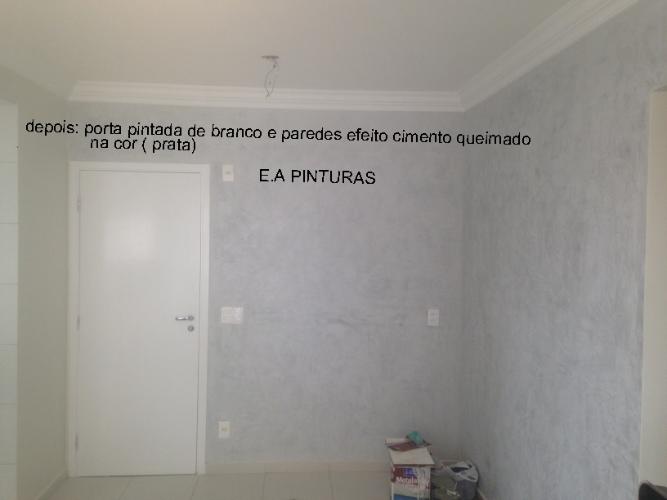 depois: porta pintada de branco e paredes efeito cimento queimado
na cor ( prata)
E.A PINTURAS